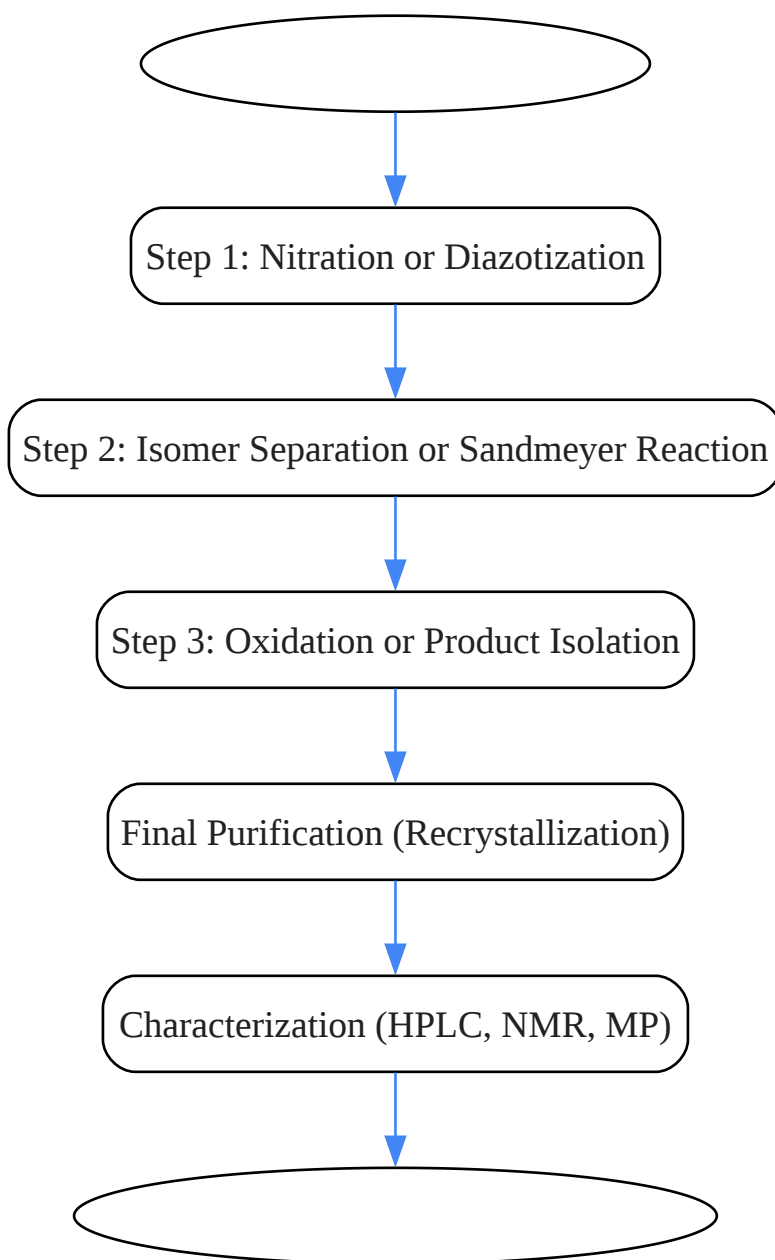 Step 1: Nitration or Diazotization
Step 2: Isomer Separation or Sandmeyer Reaction
Step 3: Oxidation or Product Isolation
Final Purification (Recrystallization)
Characterization (HPLC, NMR, MP)